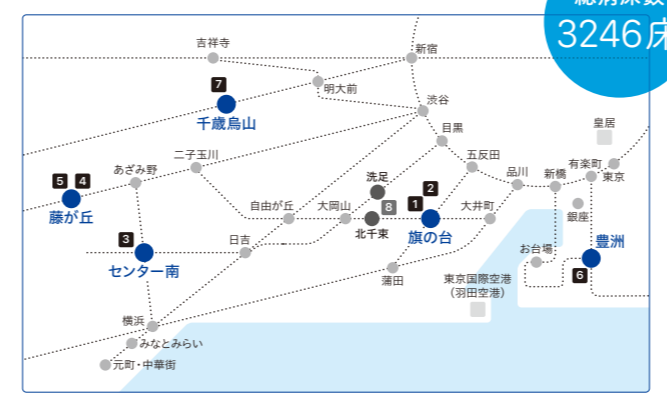 総病床数
3246床
吉祥寺
新宿
7
明大前
千歳烏山
渋谷
目黒
皇居
二子玉川
五反田
有楽町
東京
あざみ野
洗足
品川
新橋
5
4
2
銀座
藤が丘
自由が丘
大岡山
8
1
大井町
北千束
旗の台
3
日吉
お台場
豊洲
センター南
蒲田
東京国際空港
（羽田空港）
6
横浜
みなとみらい
元町・中華街